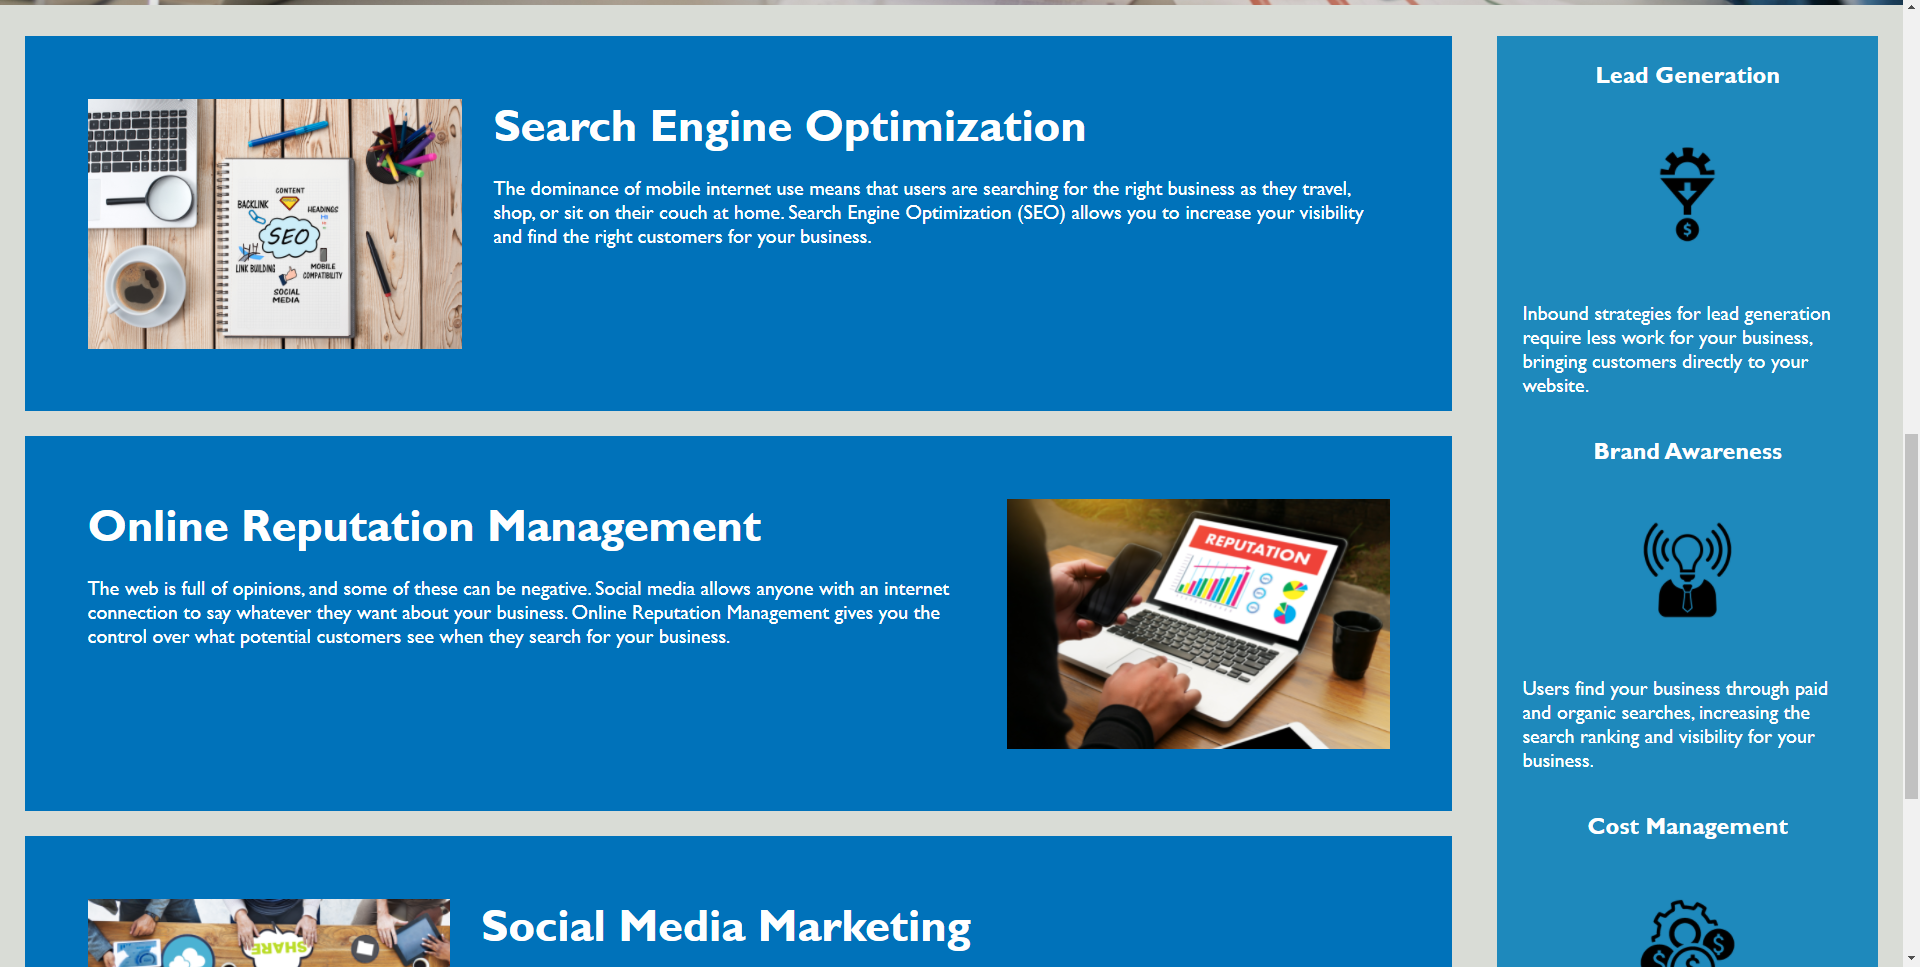 Search Engine Optimization
The dominance of mobile internet use means that users are searching for the right business as they travel,
shop, or sit on their couch at home. Search Engine Optimization (SEO) allows you to increase your visibility
and find the right customers for your business.
CONTENT
BACKLINK
HEADINGS
H1
SEO
LINK BUILDING
MOBILE
COMPATIBILITY
SOCIAL
MEDIA
Online Reputation Management
The web is full of opinions, and some of these can be negative. Social media allows anyone with an internet
connection to say whatever they want about your business. Online Reputation Management gives you the
control over what potential customers see when they search for your business.
REPUTATION
Social Media Marketing
SHARE
Lead Generation
$
Inbound strategies for lead generation
require less work for your business,
bringing customers directly to your
website.
Brand Awareness
Users find your business through paid
and organic searches, increasing the
search ranking and visibility for your
business.
Cost Management
$
$
$